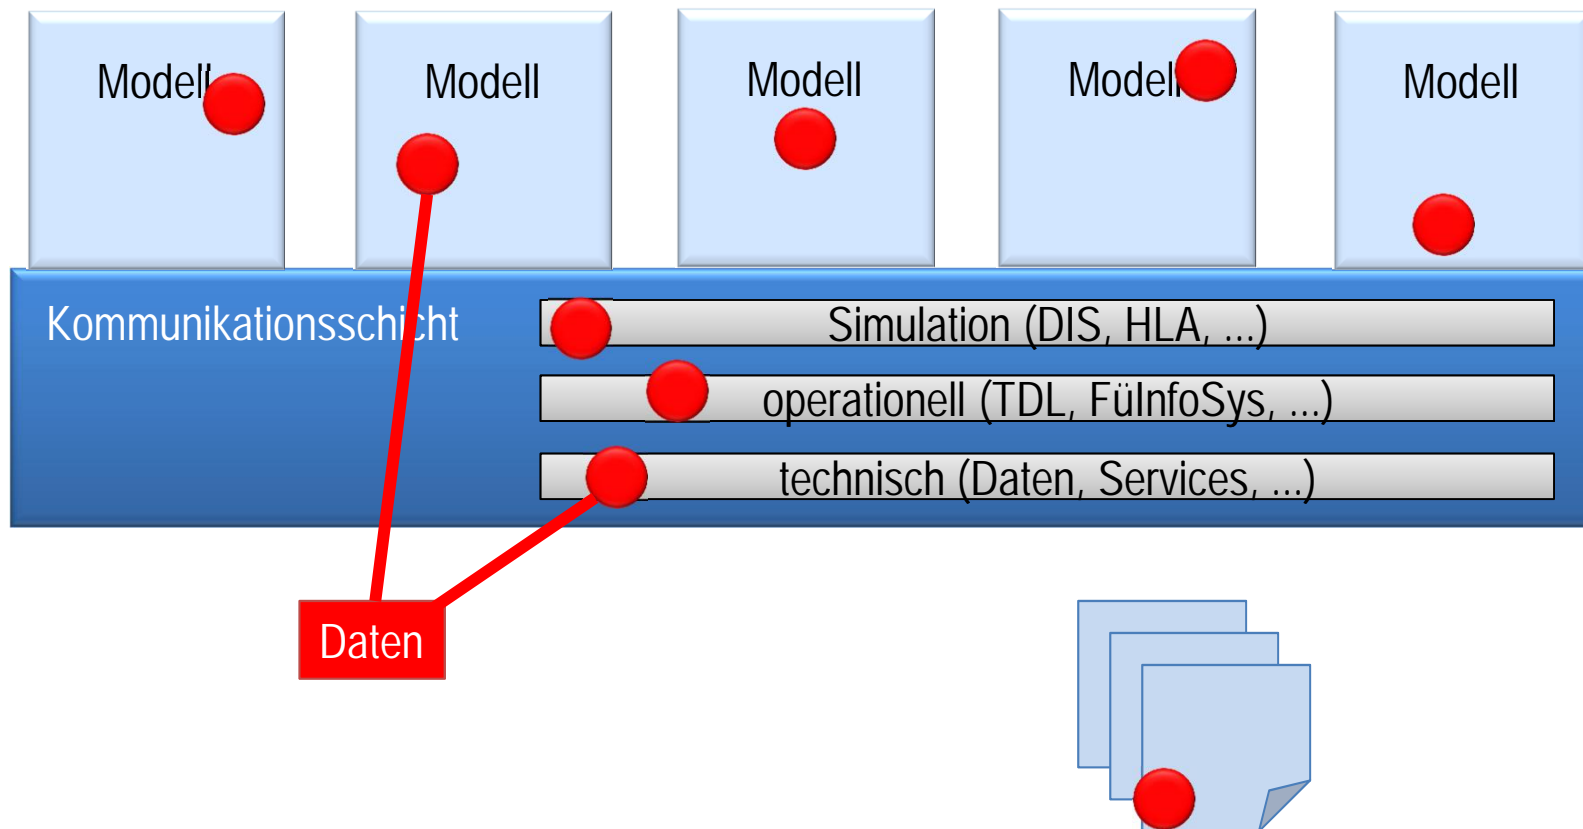 Modell
Modell
Modell
Modell
Modell
Kommunikationsschicht
Simulation (DIS, HLA, ...)
operationell (TDL, FüInfoSys, ...)
technisch (Daten, Services, ...)
Daten